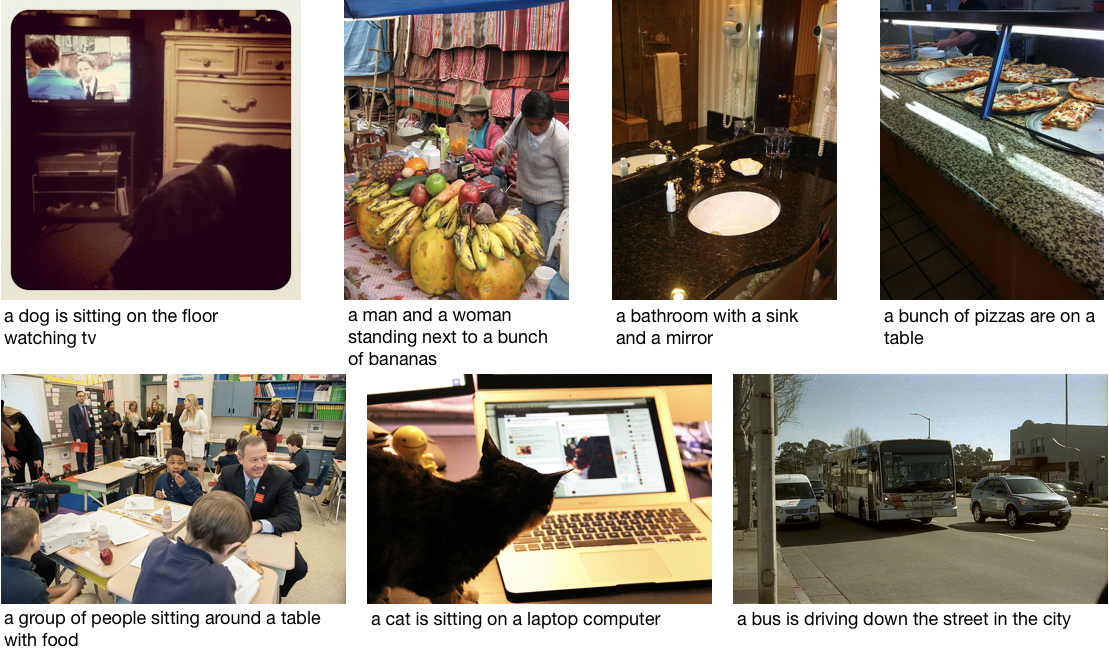 a dog is sitting on the floor
watching tv
a man and a woman
standing next to a bunch
of bananas
a bathroom with a sink
and a mirror
a bunch of pizzas are on a
table
a group of people sitting around a table
with food
a cat is sitting on a laptop computer
a bus is driving down the street in the city